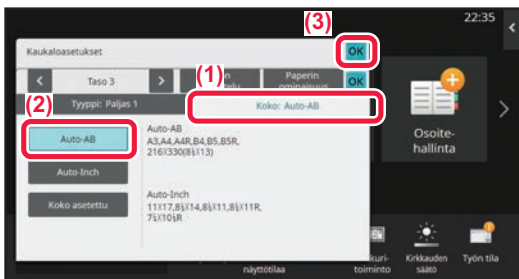 22:35
(3)
Kaukaloasetukset
OK
(1)
Taso 3
Paperin
OK
(2)
Tyyppi: Paljas 1
Koko: Auto-AB
Auto-AB
Auto-AB
A3,A4,A4R,B4,B5,B5R,
216X330(8½X13)
Auto-Inch
Koko asetettu
Auto-Inch
11X17,8½X14,8½X11,8½X11R,
7¼X10½R
Osoite-
hallinta
Kirkkauden
säätö
Työn tila
näyttötilaa
toiminto